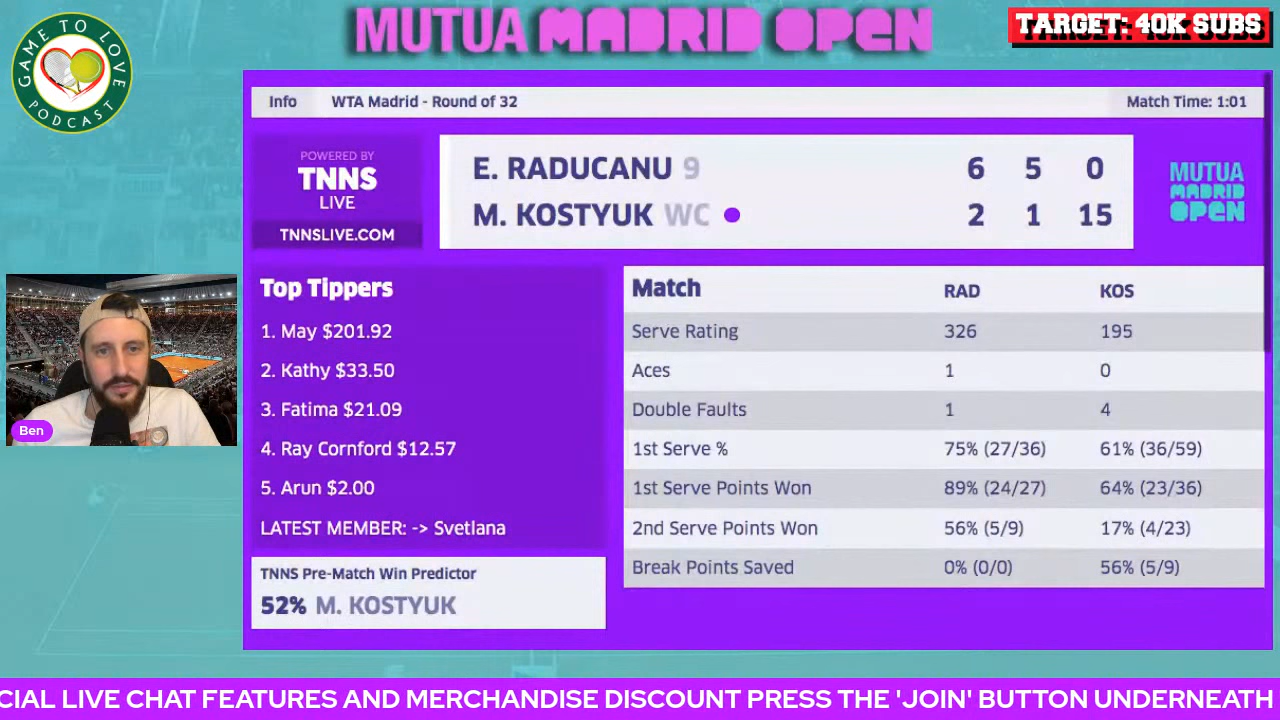 GAME TO LOVE
PODCAST
MUTUA MADRID OPEN
TARGET: 40K SUBS
Info WTA Madrid - Round of 32 Match Time: 1:01
POWERED BY
TNNS
LIVE
TNNSLIVE.COM
E. RADUCANU 9 6 5 0
M. KOSTYUK WC 2 1 15
MUTUA
MADRID
OPEN
Top Tippers
1. May $201.92
2. Kathy $33.50
3. Fatima $21.09
4. Ray Cornford $12.57
5. Arun $2.00
LATEST MEMBER: -> Svetlana
TNNS Pre-Match Win Predictor
52% M. KOSTYUK
Match RAD KOS
Serve Rating 326 195
Aces 1 0
Double Faults 1 4
1st Serve % 75% (27/36) 61% (36/59)
1st Serve Points Won 89% (24/27) 64% (23/36)
2nd Serve Points Won 56% (5/9) 17% (4/23)
Break Points Saved 0% (0/0) 56% (5/9)
Ben
CIAL LIVE CHAT FEATURES AND MERCHANDISE DISCOUNT PRESS THE 'JOIN' BUTTON UNDERNEATH